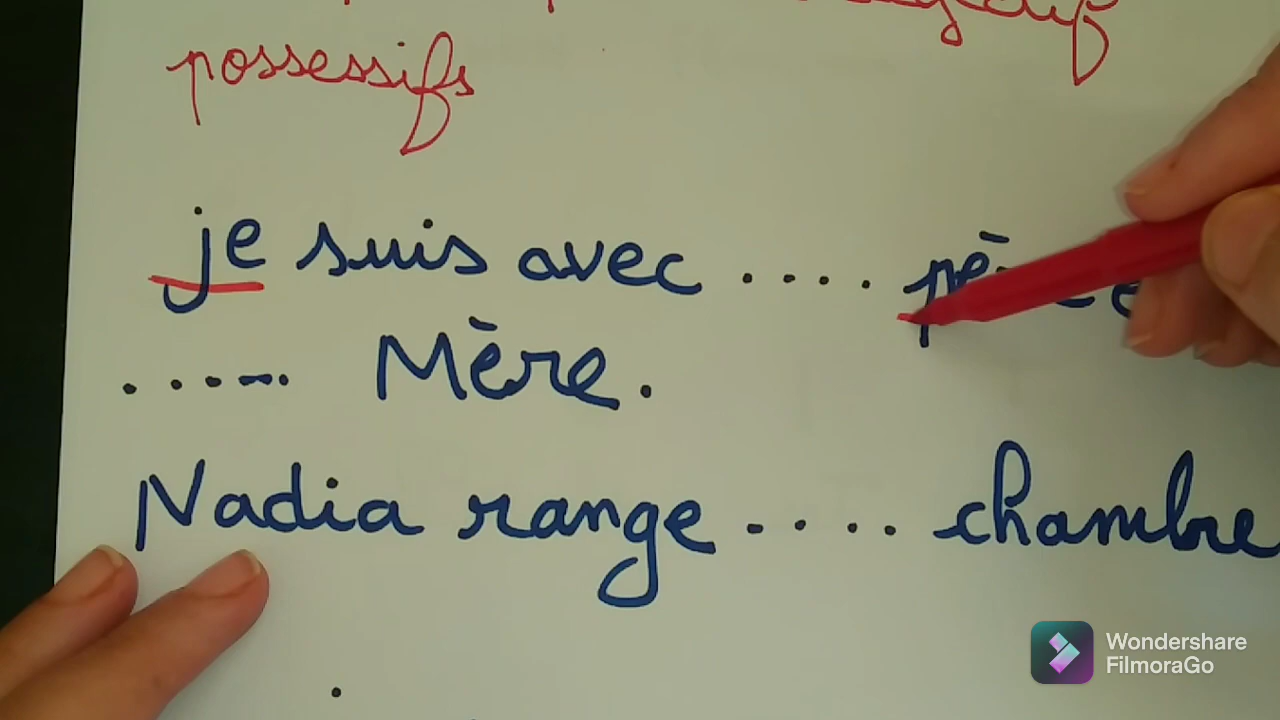 possessifs
je suis avec .... père
...... Mère.
Nadia range .... chambre
Wondershare
FilmoraGo